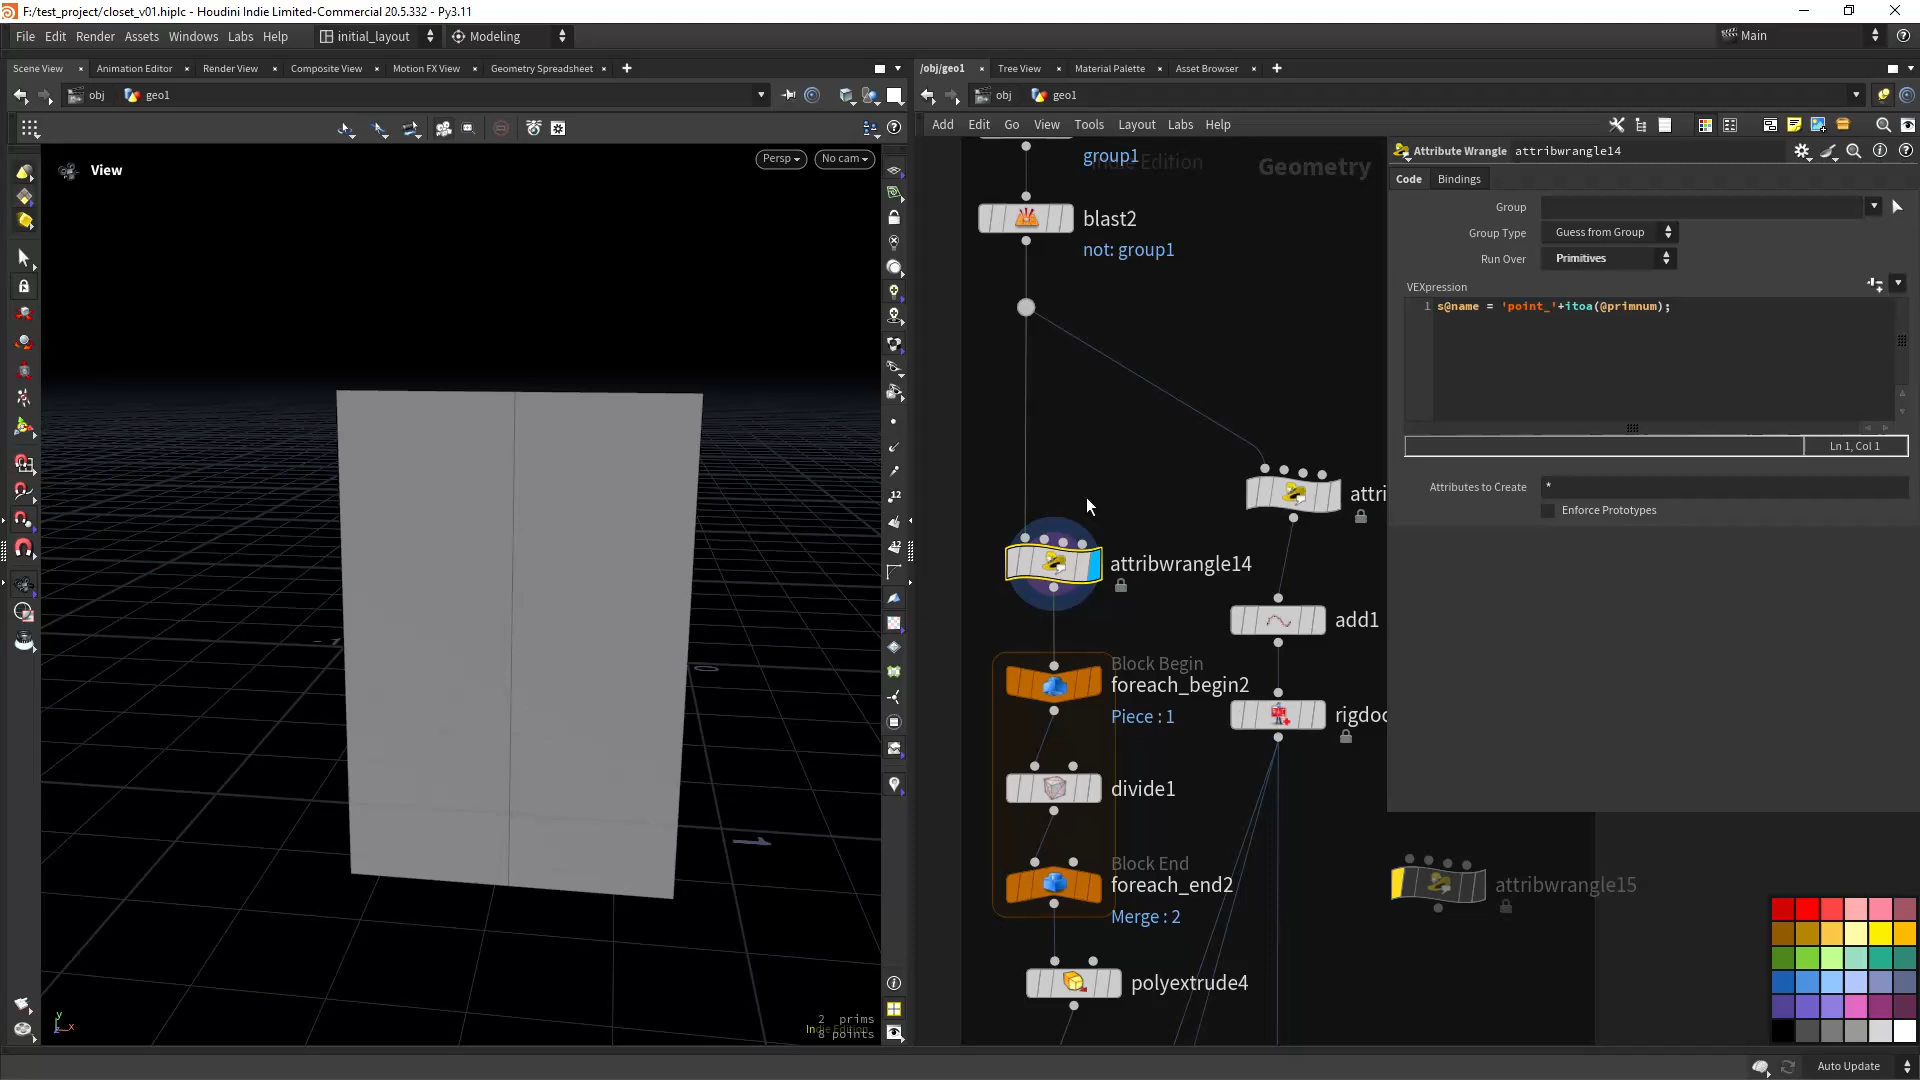 F:/test_project/closet_v01.hiplc - Houdini Indie Limited-Commercial 20.5.332 - Py3.11
File Edit Render Assets Windows Labs Help initial_layout Modeling Main
Scene View Animation Editor Render View Composite View Motion FX View Geometry Spreadsheet
/obj/geo1 Tree View Material Palette Asset Browser
obj geo1
obj geo1
Add Edit Go View Tools Layout Labs Help
View
Persp No cam
2 prims
8 points
Indie Edition
Indie Edition
Geometry
group1
blast2
not: group1
attri
attribwrangle14
add1
Block Begin
foreach_begin2
Piece : 1
rigdoc
divide1
Block End
foreach_end2
Merge : 2
attribwrangle15
polyextrude4
Attribute Wrangle attribwrangle14
Code Bindings
Group
Group Type Guess from Group
Run Over Primitives
VEXpression
1 s@name = 'point_'+itoa(@primnum);
Ln 1, Col 1
Attributes to Create *
Enforce Prototypes
12
12
y
x
Auto Update